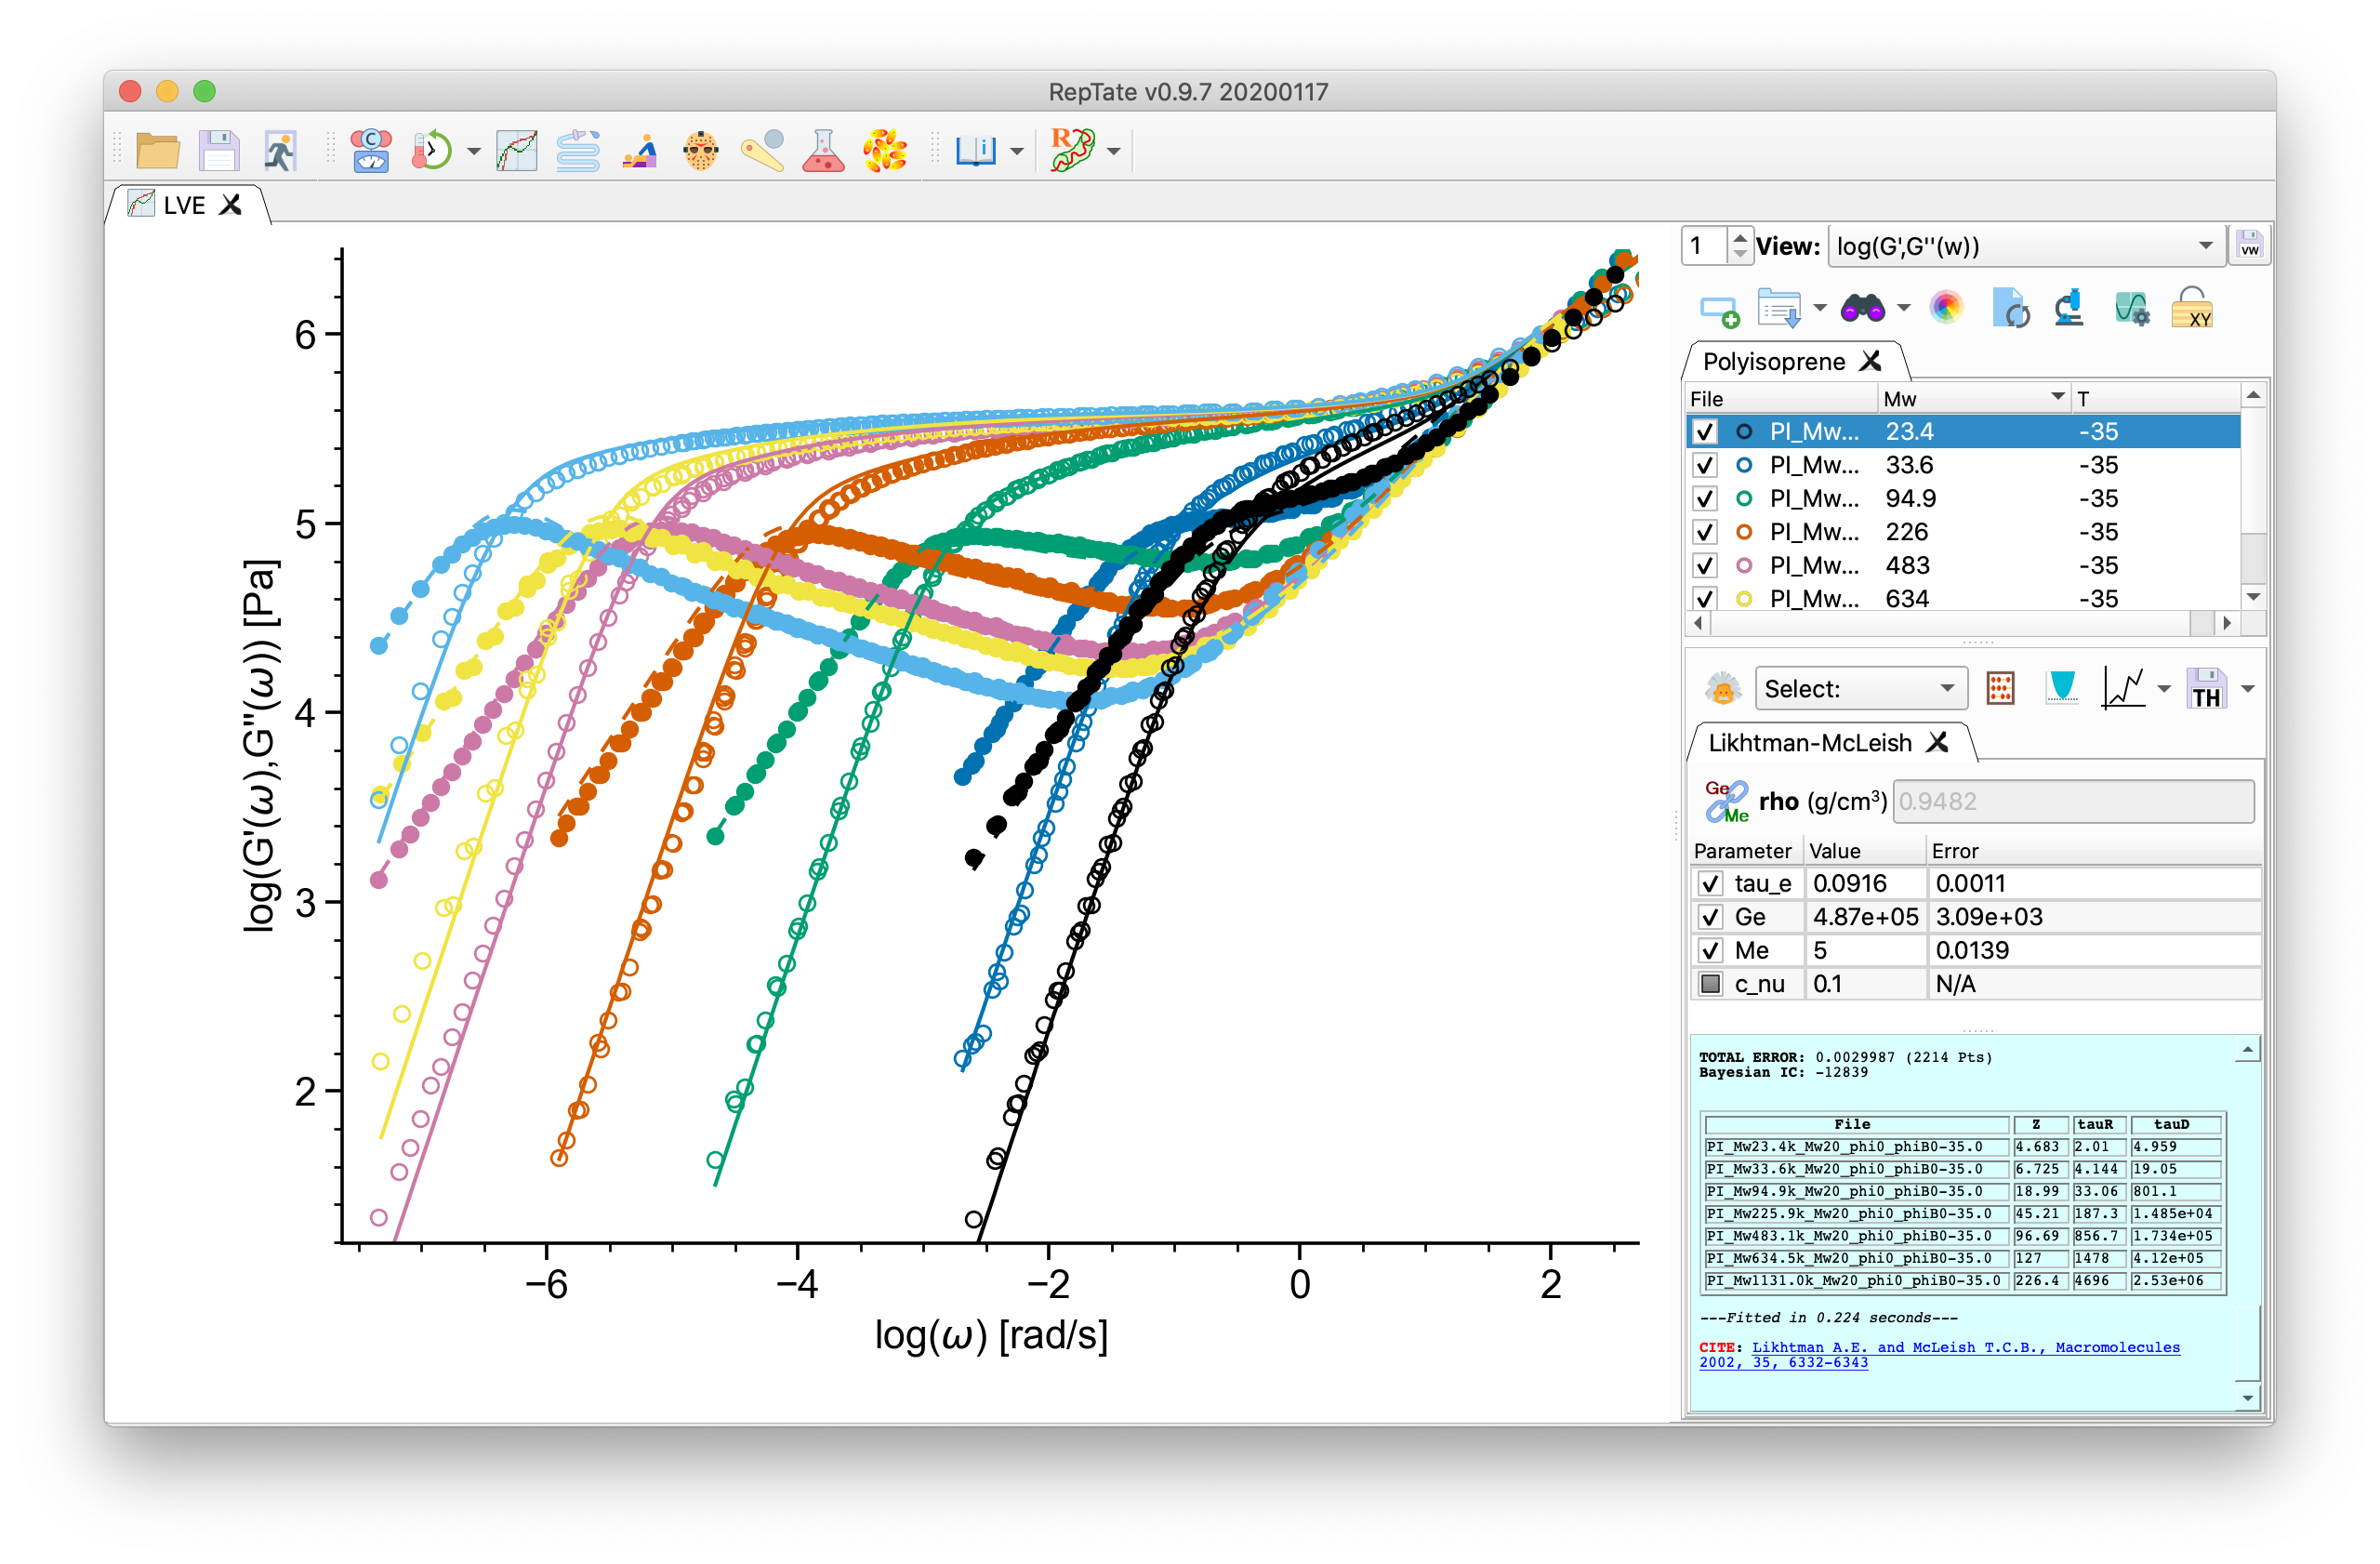 RepTate v0.9.7 20200117
C
i
R
LVE
1 View: log(G',G''(w))
VW
XY
Polyisoprene
File Mw T
PI_Mw... 23.4 -35
PI_Mw... 33.6 -35
PI_Mw... 94.9 -35
PI_Mw... 226 -35
PI_Mw... 483 -35
PI_Mw... 634 -35
Select:
TH
Likhtman-McLeish
Ge
Me
rho (g/cm³) 0.9482
Parameter Value Error
tau_e 0.0916 0.0011
Ge 4.87e+05 3.09e+03
Me 5 0.0139
c_nu 0.1 N/A
TOTAL ERROR: 0.0029987 (2214 Pts)
Bayesian IC: -12839
File Z tauR tauD
PI_Mw23.4k_Mw20_phi0_phiB0-35.0 4.683 2.01 4.959
PI_Mw33.6k_Mw20_phi0_phiB0-35.0 6.725 4.144 19.05
PI_Mw94.9k_Mw20_phi0_phiB0-35.0 18.99 33.06 801.1
PI_Mw225.9k_Mw20_phi0_phiB0-35.0 45.21 187.3 1.485e+04
PI_Mw483.1k_Mw20_phi0_phiB0-35.0 96.69 856.7 1.734e+05
PI_Mw634.5k_Mw20_phi0_phiB0-35.0 127 1478 4.12e+05
PI_Mw1131.0k_Mw20_phi0_phiB0-35.0 226.4 4696 2.53e+06
---Fitted in 0.224 seconds---
CITE: Likhtman A.E. and McLeish T.C.B., Macromolecules
2002, 35, 6332-6343
log(G'(ω),G"(ω)) [Pa]
6
5
4
3
2
−6 −4 −2 0 2
log(ω) [rad/s]